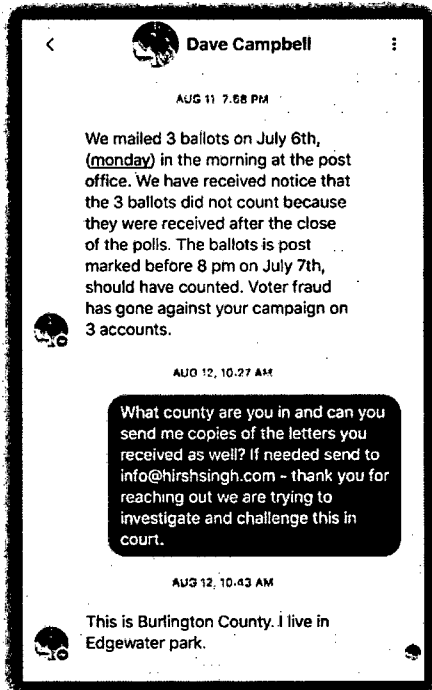 Dave Campbell
AUG 11, 7:58 PM
We mailed 3 ballots on July 6th,
(monday) in the morning at the post
office. We have received notice that
the 3 ballots did not count because
they were received after the close
of the polls. The ballots is post
marked before 8 pm on July 7th,
should have counted. Voter fraud
has gone against your campaign on
3 accounts.
AUG 12, 10:27 AM
What county are you in and can you
send me copies of the letters you
received as well? If needed send to
info@hirshsingh.com - thank you for
reaching out we are trying to
investigate and challenge this in
court.
AUG 12, 10:43 AM
This is Burlington County. I live in
Edgewater park.